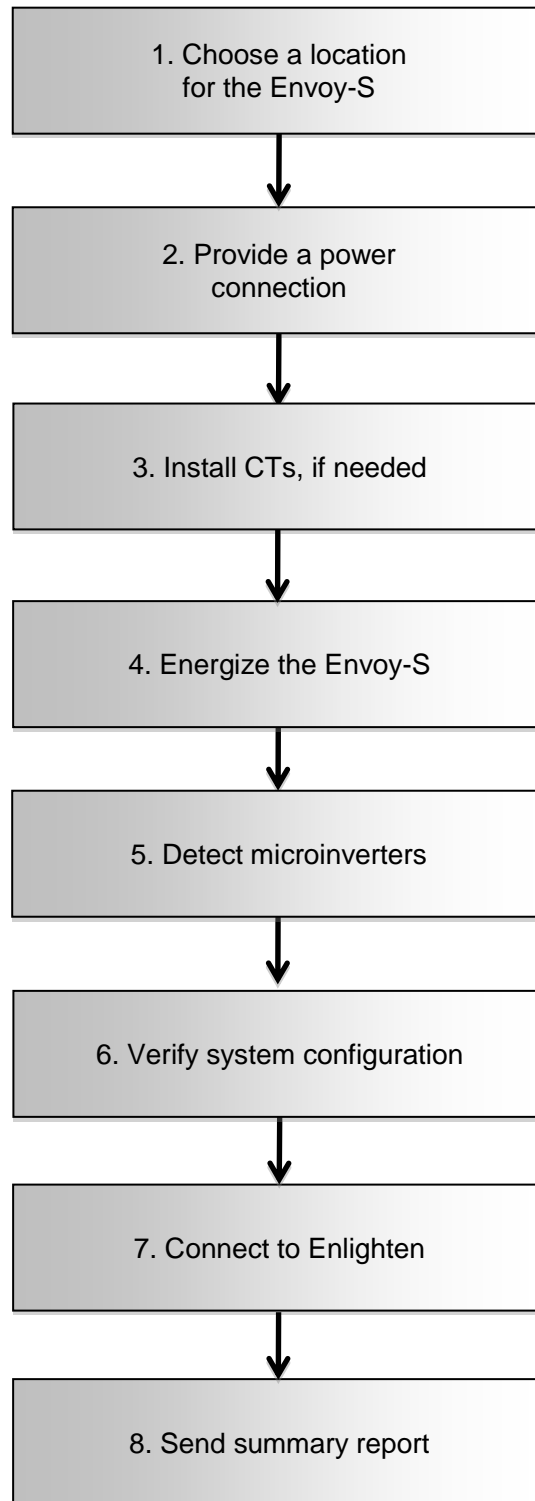 1. Choose a location
for the Envoy-S
2. Provide a power
connection
3. Install CTs, if needed
4. Energize the Envoy-S
5. Detect microinverters
6. Verify system configuration
7. Connect to Enlighten
8. Send summary report